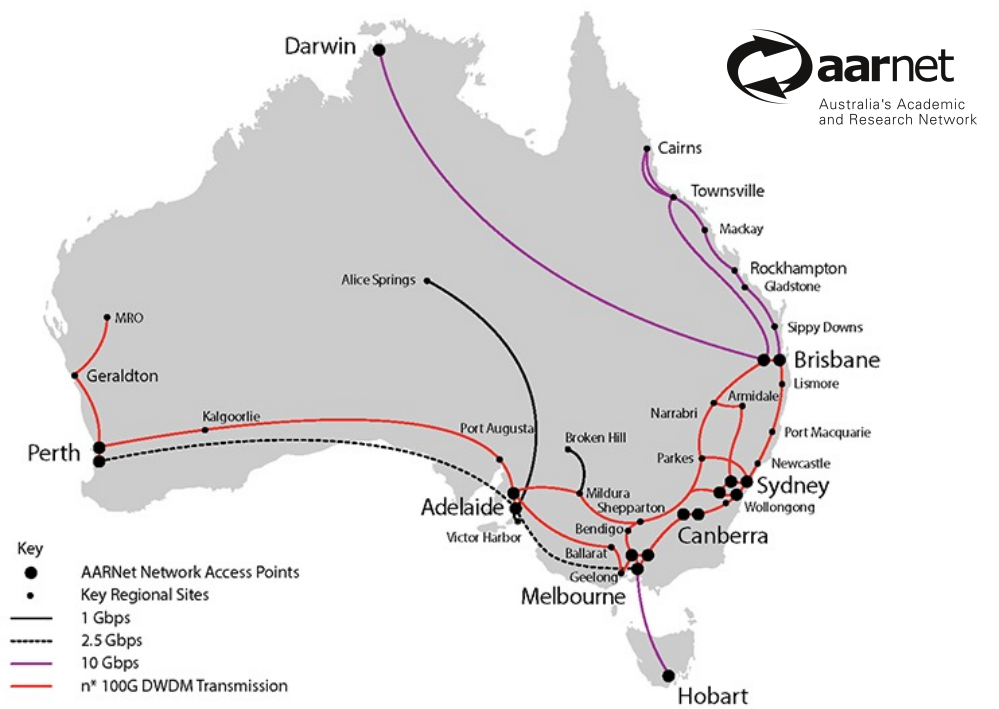 Darwin
aarnet
Australia's Academic
and Research Network
Cairns
Townsville
Mackay
Rockhampton
Gladstone
Alice Springs
MRO
Sippy Downs
Brisbane
Geraldton
Lismore
Armidale
Narrabri
Kalgoorlie
Port Augusta
Broken Hill
Port Macquarie
Perth
Parkes
Newcastle
Sydney
Mildura
Adelaide
Shepparton
Wollongong
Bendigo
Canberra
Victor Harbor
Ballarat
Geelong
Melbourne
Key
AARNet Network Access Points
Key Regional Sites
1 Gbps
2.5 Gbps
10 Gbps
n* 100G DWDM Transmission
Hobart